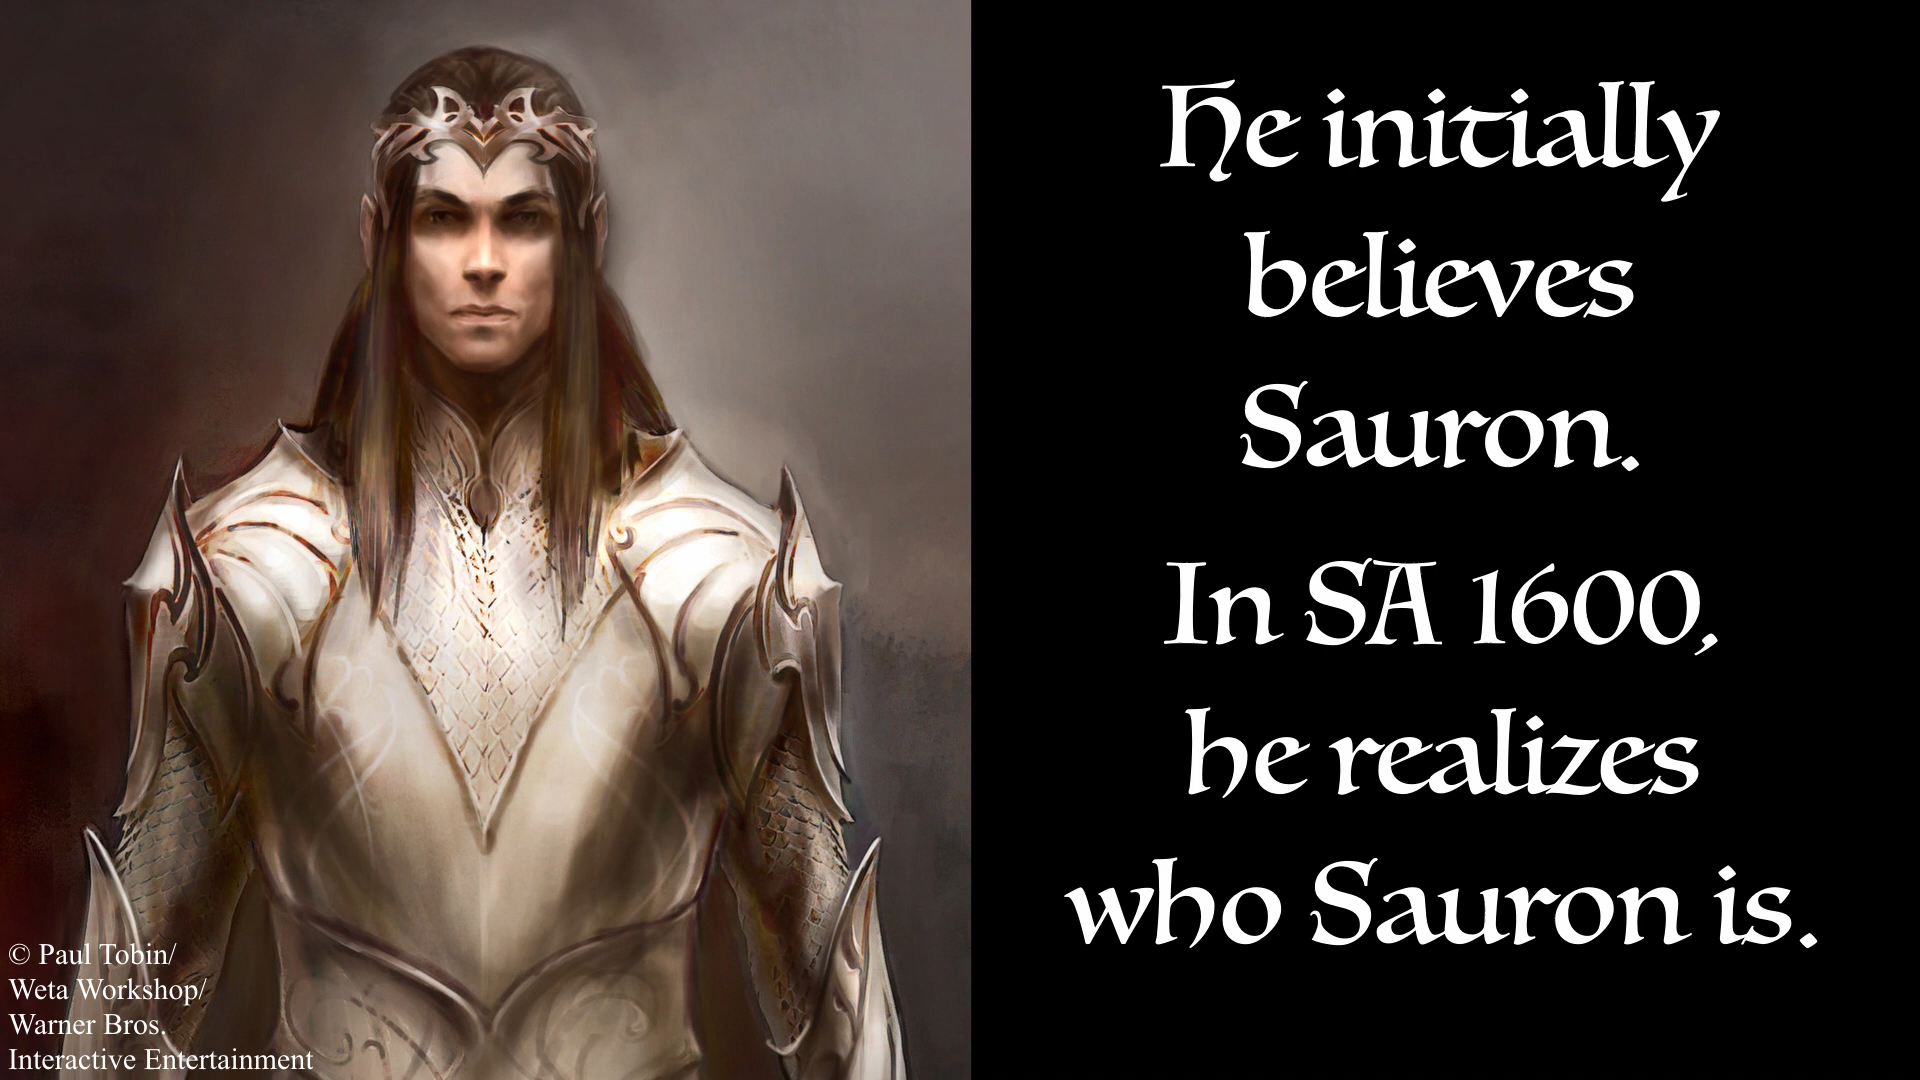 He initially
believes
Sauron.
In SA 1600,
he realizes
who Sauron is.
© Paul Tobin/
Weta Workshop/
Warner Bros.
Interactive Entertainment